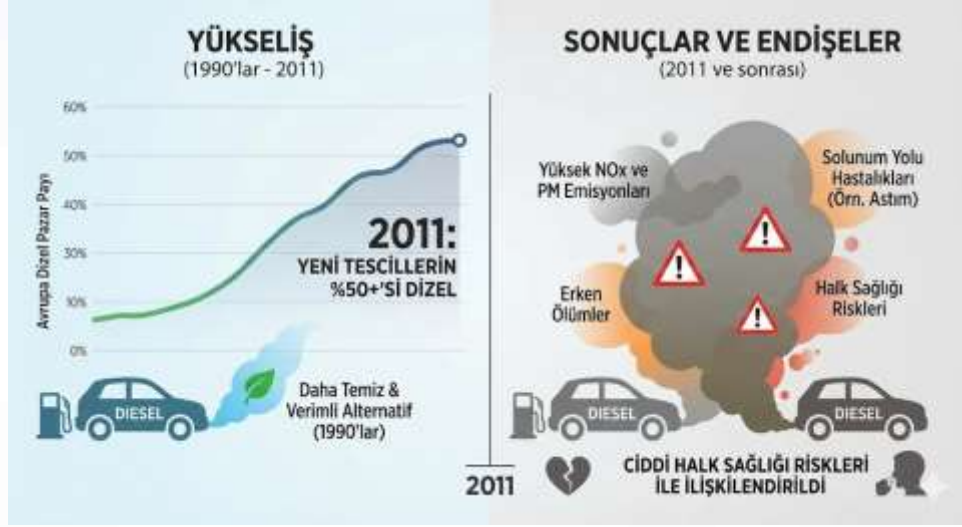 YÜKSELİŞ
(1990'lar - 2011)
60%
50%
40%
30%
10%
0%
Avrupa Dizel Pazar Payı
2011:
YENİ TESCİLLERİN
%50+'Sİ DİZEL
DIESEL
Daha Temiz &
Verimli Alternatif
(1990'lar)
2011
SONUÇLAR VE ENDİŞELER
(2011 ve sonrası)
Yüksek NOx ve
PM Emisyonları
Solunum Yolu
Hastalıkları
(Örn. Astım)
Erken
Ölümler
Halk Sağlığı
Riskleri
DIESEL
DIESEL
CİDDİ HALK SAĞLIĞI RİSKLERİ
İLE İLİŞKİLENDİRİLDİ